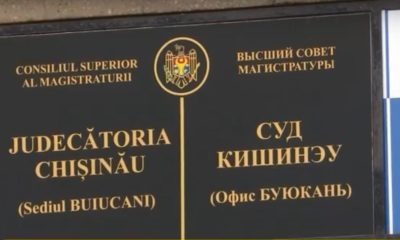 CONSILIUL SUPERIOR
AL MAGISTRATURII
JUDECĂTORIA
CHIȘINĂU
(Sediul BUIUCANI)
ВЫСШИЙ СОВЕТ
МАГИСТРАТУРЫ
СУД
КИШИНЭУ
(Офис БУЮКАНЬ)